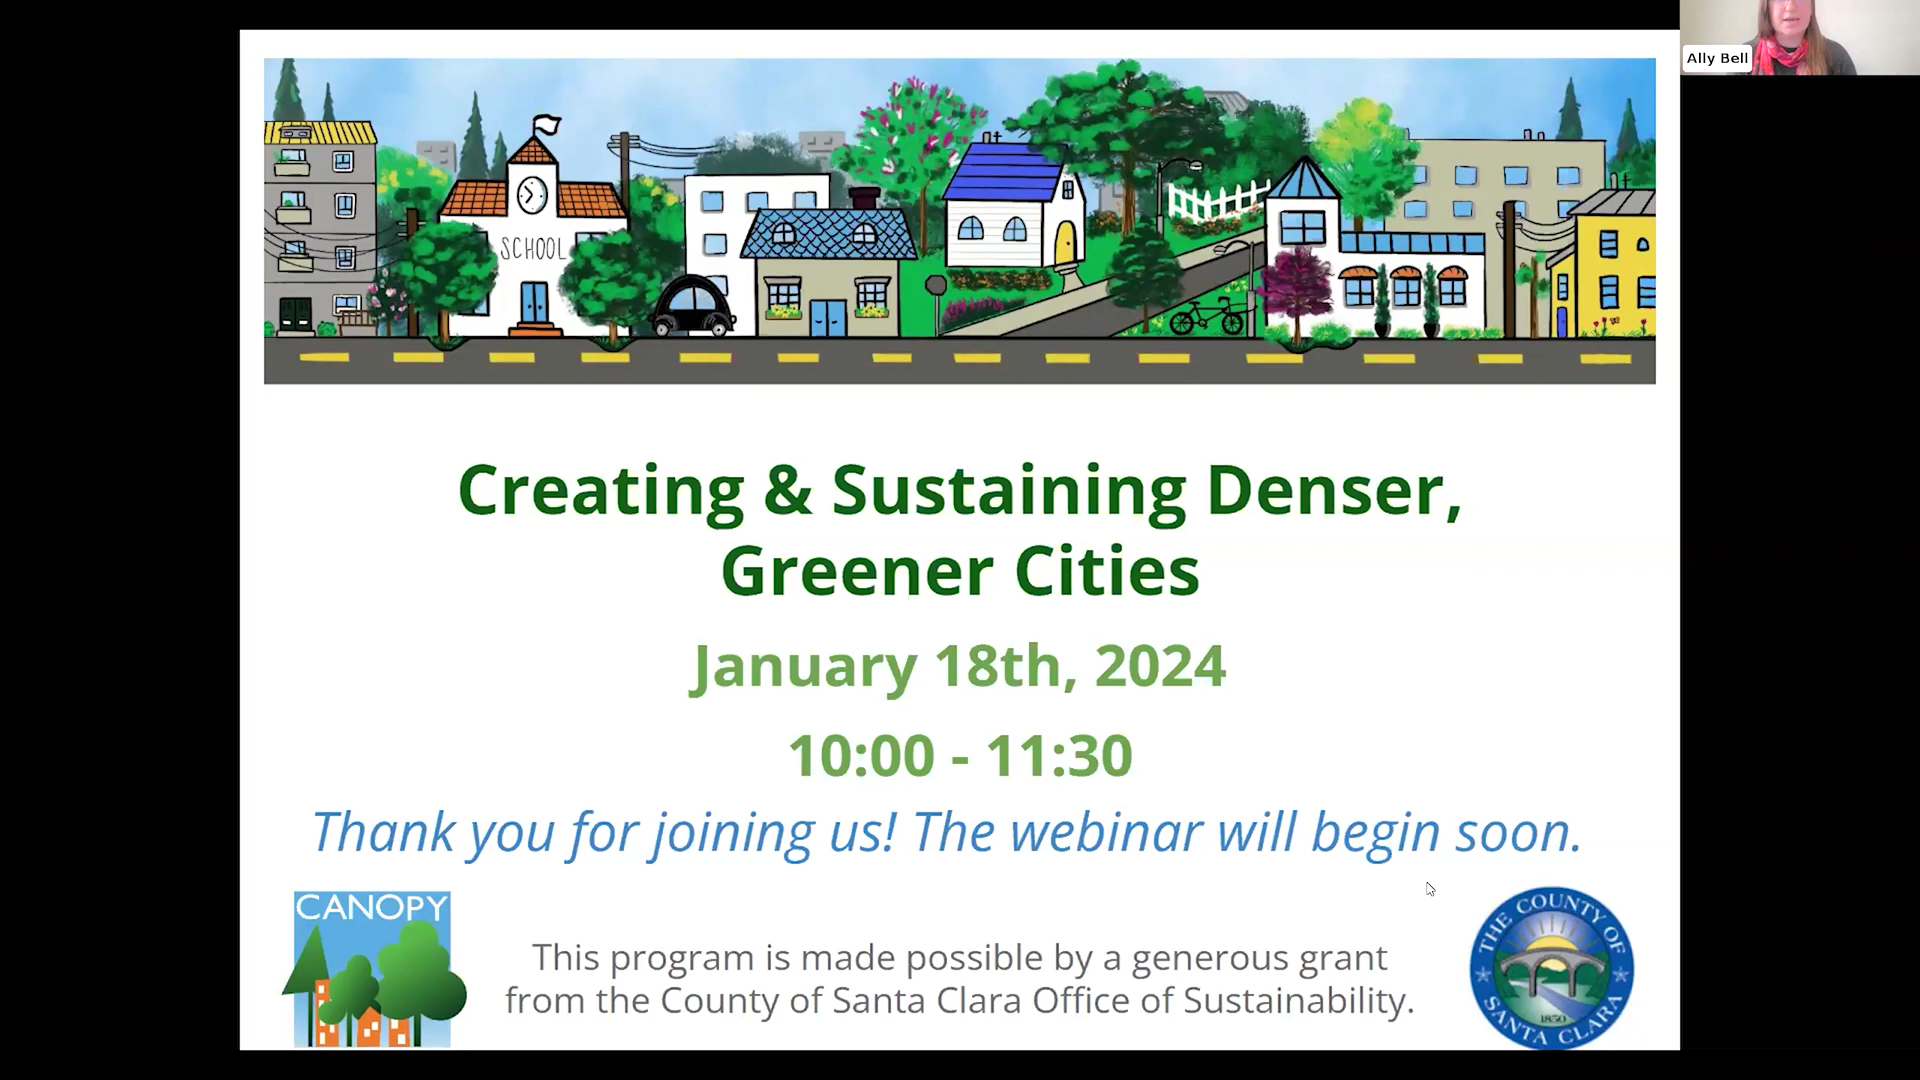 Ally Bell
SCHOOL
Creating & Sustaining Denser,
Greener Cities
January 18th, 2024
10:00 - 11:30
Thank you for joining us! The webinar will begin soon.
CANOPY
This program is made possible by a generous grant
from the County of Santa Clara Office of Sustainability.
THE COUNTY OF
SANTA CLARA
1850